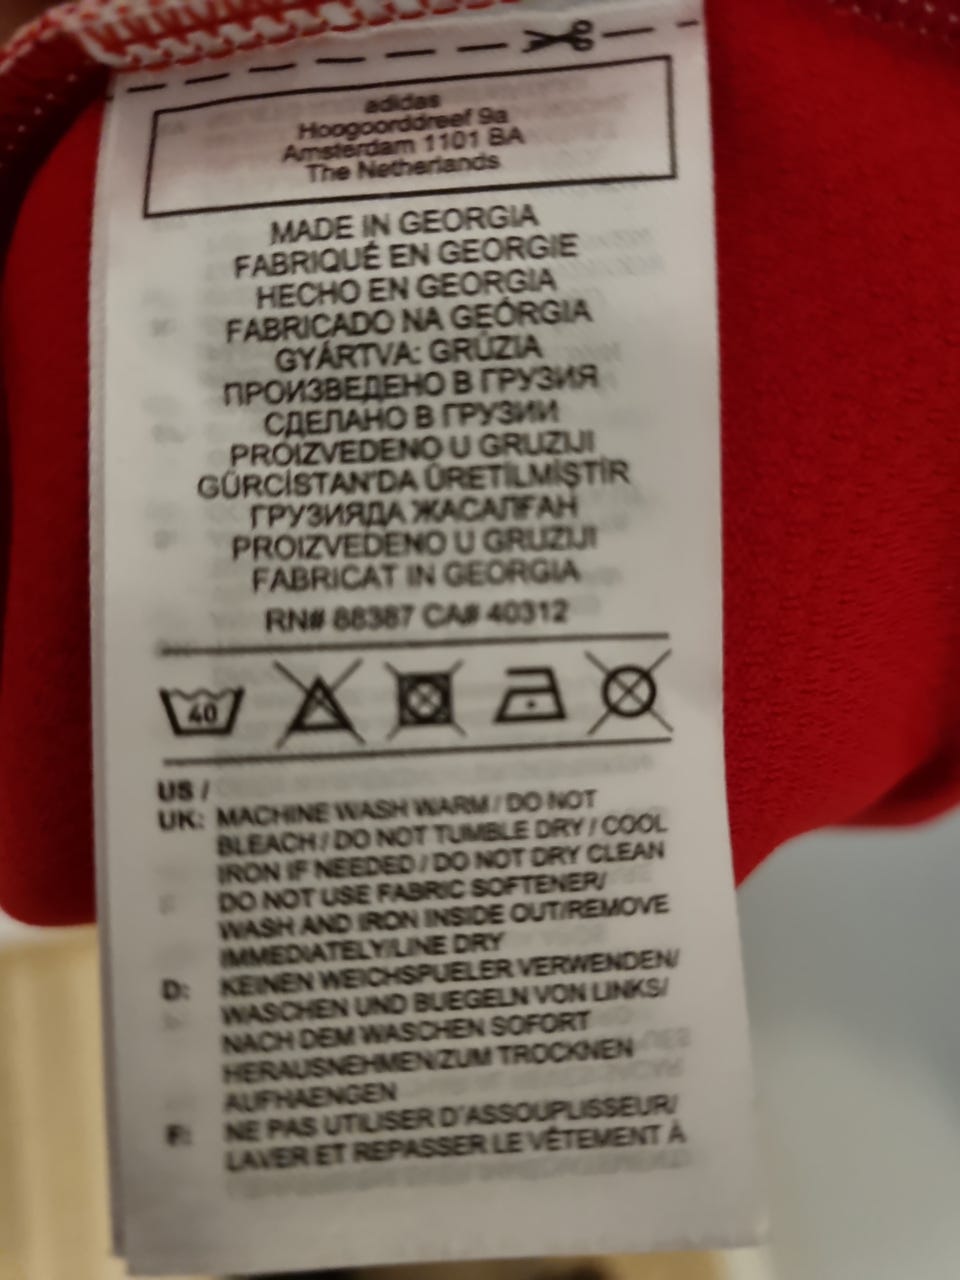 adidas
Hoogoorddreef 9a
Amsterdam 1101 BA
The Netherlands
MADE IN GEORGIA
FABRIQUÉ EN GEORGIE
HECHO EN GEORGIA
FABRICADO NA GEÓRGIA
GYÁRTVA: GRÚZIA
ПРОИЗВЕДЕНО В ГРУЗИЯ
СДЕЛАНО В ГРУЗИИ
PROIZVEDENO U GRUZIJI
GÜRCİSTAN'DA ÜRETİLMİŞTİR
ГРУЗИЯДА ЖАСАЛҒАН
PROIZVEDENO U GRUZIJI
FABRICAT IN GEORGIA
RN# 88387 CA# 40312
40
US /
UK: MACHINE WASH WARM / DO NOT
BLEACH / DO NOT TUMBLE DRY / COOL
IRON IF NEEDED / DO NOT DRY CLEAN
DO NOT USE FABRIC SOFTENER/
WASH AND IRON INSIDE OUT/REMOVE
IMMEDIATELY/LINE DRY
D: KEINEN WEICHSPUELER VERWENDEN/
WASCHEN UND BUEGELN VON LINKS/
NACH DEM WASCHEN SOFORT
HERAUSNEHMEN/ZUM TROCKNEN
AUFHAENGEN
F: NE PAS UTILISER D'ASSOUPLISSEUR/
LAVER ET REPASSER LE VÊTEMENT À